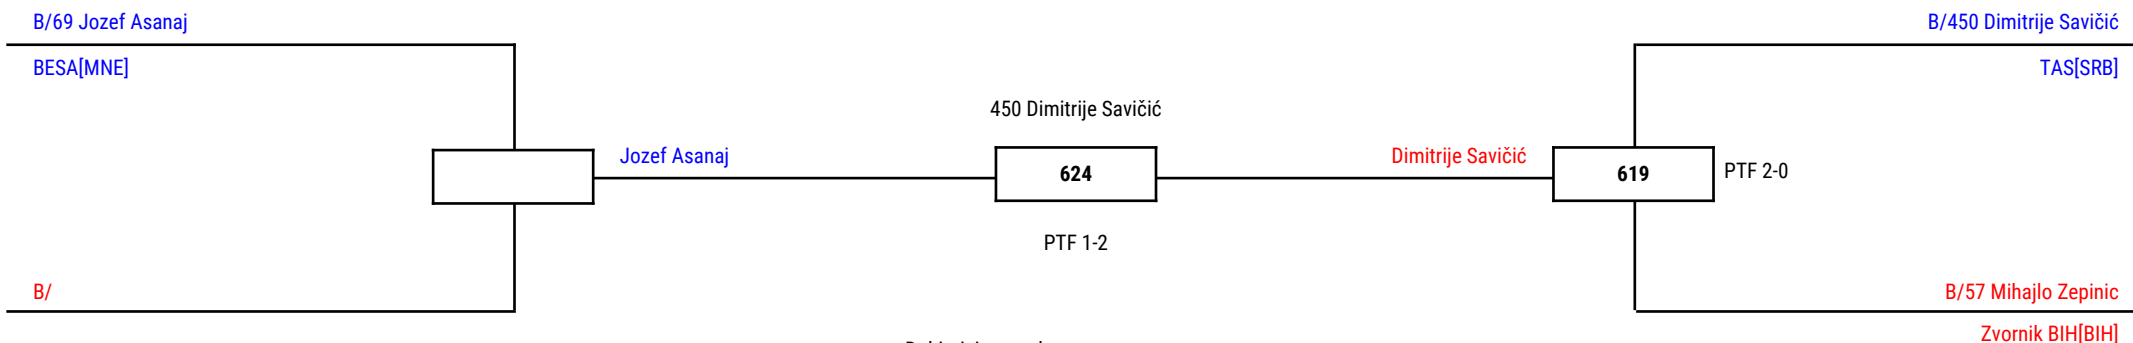 B/69 Jozef Asanaj
B/450 Dimitrije Savičić
BESA[MNE]
TAS[SRB]
450 Dimitrije Savičić
Jozef Asanaj
624
Dimitrije Savičić
619
PTF 2-0
PTF 1-2
B/
B/57 Mihajlo Zepinic
Zvornik BIH[BIH]